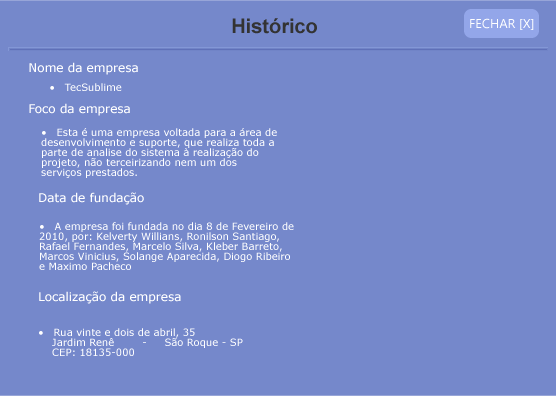 Histórico
FECHAR [X]
Nome da empresa
• TecSublime
Foco da empresa
• Esta é uma empresa voltada para a área de
desenvolvimento e suporte, que realiza toda a
parte de analise do sistema à realização do
projeto, não terceirizando nem um dos
serviços prestados.
Data de fundação
• A empresa foi fundada no dia 8 de Fevereiro de
2010, por: Kelverty Willians, Ronilson Santiago,
Rafael Fernandes, Marcelo Silva, Kleber Barreto,
Marcos Vinicius, Solange Aparecida, Diogo Ribeiro
e Maximo Pacheco
Localização da empresa
• Rua vinte e dois de abril, 35
Jardim Renê - São Roque - SP
CEP: 18135-000